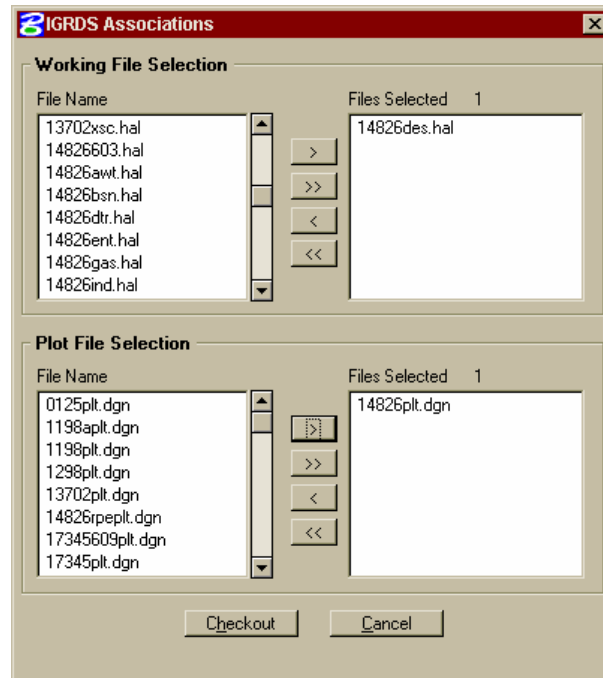 IGRDS Associations
Working File Selection
File Name
Files Selected 1
13702xsc.hal
14826603.hal
14826awt.hal
14826bsn.hal
14826dtr.hal
14826ent.hal
14826gas.hal
14826ind.hal
>
>>
<
<<
14826des.hal
Plot File Selection
File Name
Files Selected 1
0125plt.dgn
1198aplt.dgn
1198plt.dgn
1298plt.dgn
13702plt.dgn
14826rpeplt.dgn
17345609plt.dgn
17345plt.dgn
>
>>
<
<<
14826plt.dgn
Checkout
Cancel